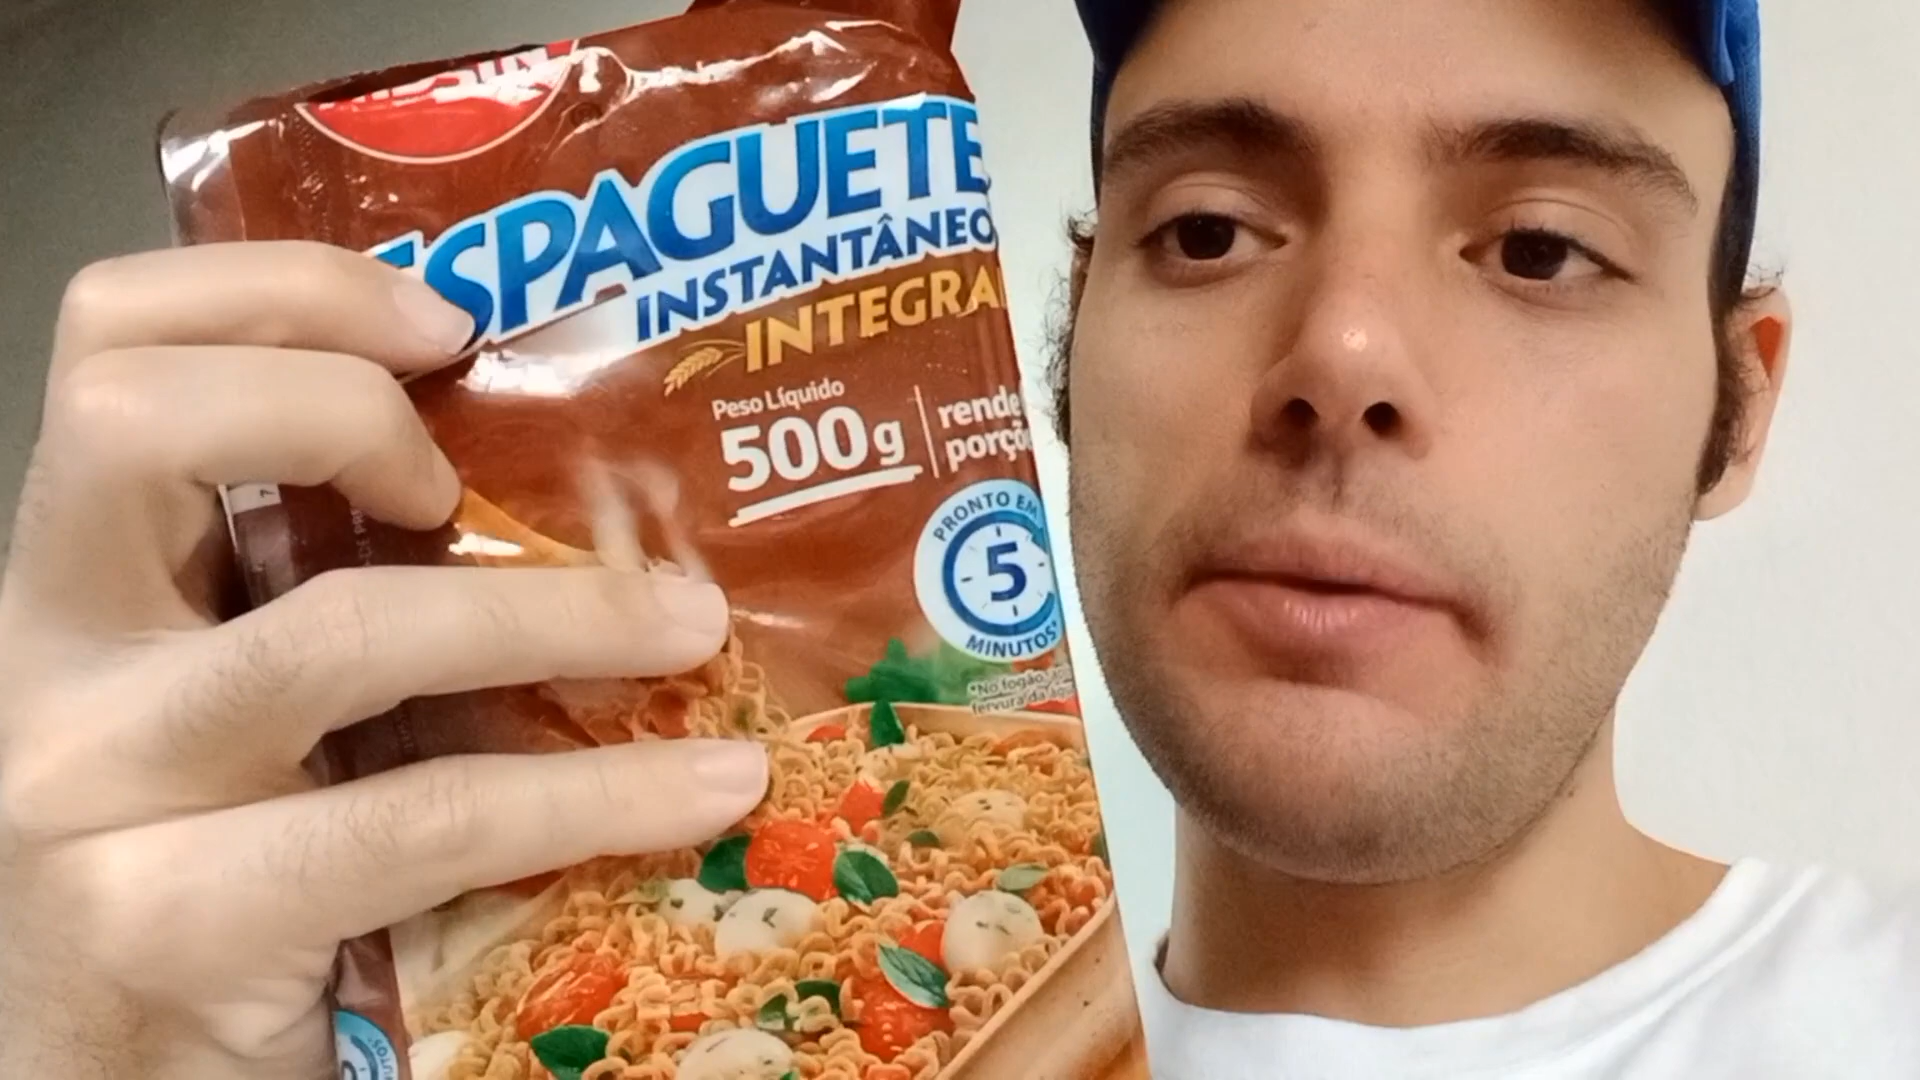 ESPAGUETE
INSTANTÂNEO
INTEGRAL
Peso Líquido
500g
rende
porçõ
PRONTO EM
5
MINUTOS*
*No fogão,
fervura da água